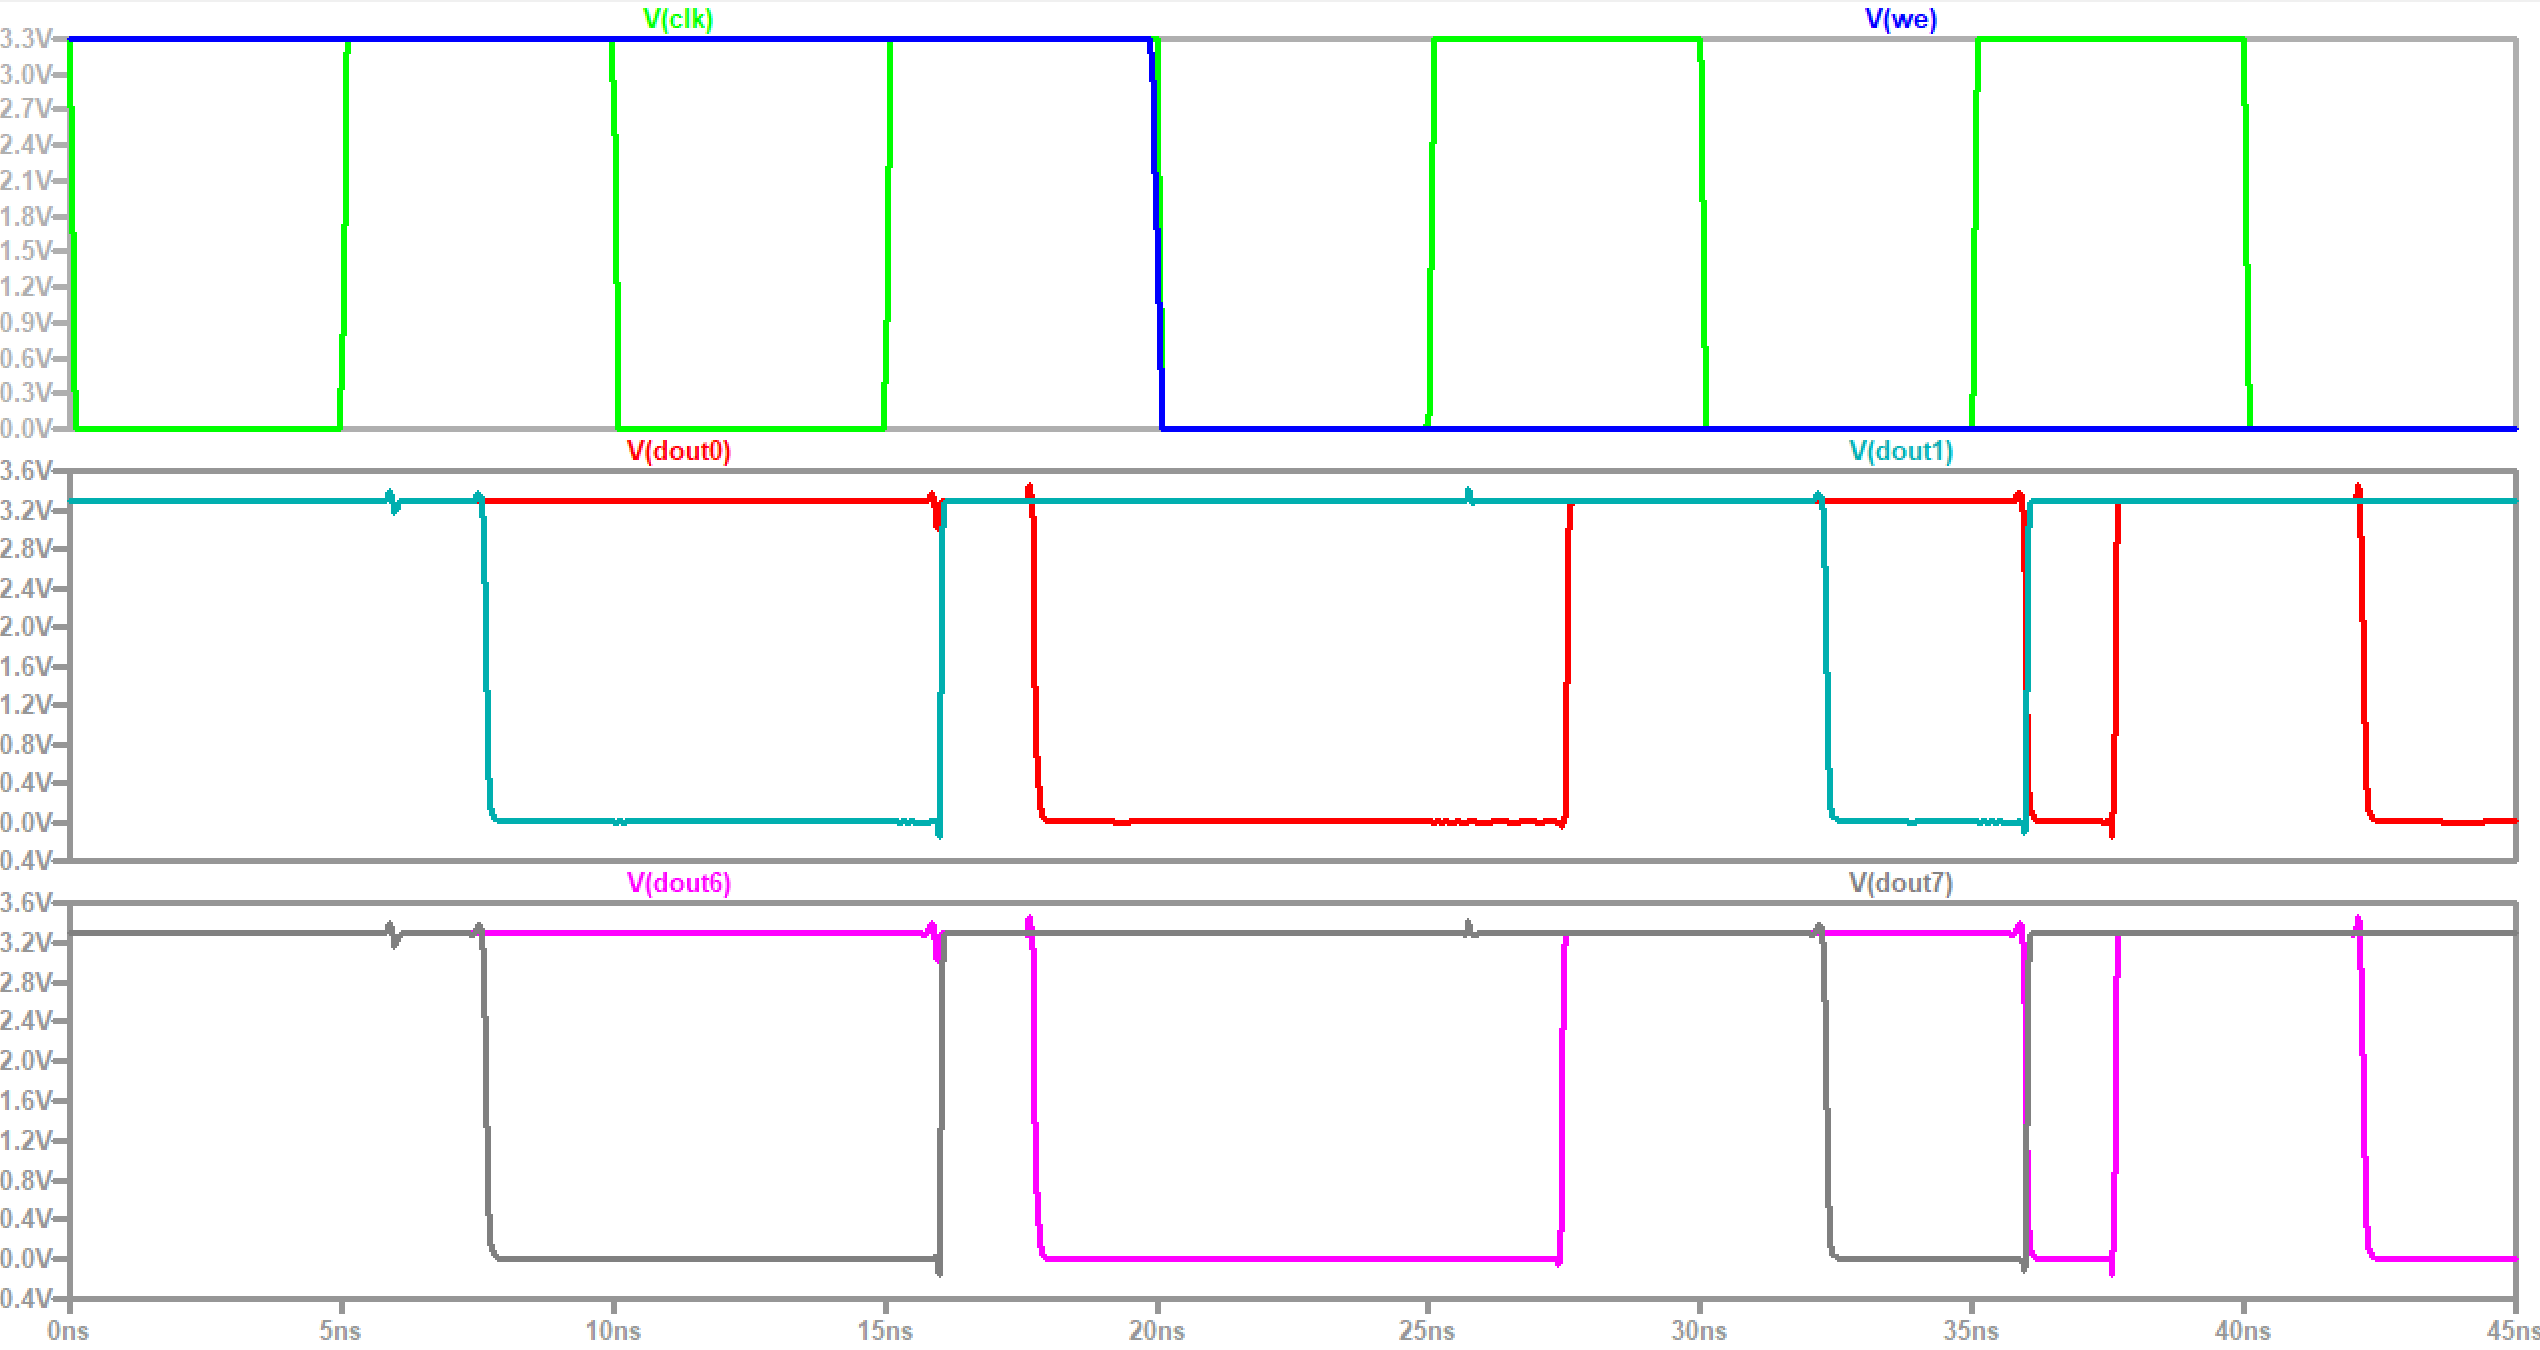 V(clk) V(we)
3.3V
3.0V
2.7V
2.4V
2.1V
1.8V
1.5V
1.2V
0.9V
0.6V
0.3V
0.0V
V(dout0) V(dout1)
3.6V
3.2V
2.8V
2.4V
2.0V
1.6V
1.2V
0.8V
0.4V
0.0V
0.4V
V(dout6) V(dout7)
3.6V
3.2V
2.8V
2.4V
2.0V
1.6V
1.2V
0.8V
0.4V
0.0V
0.4V
0ns 5ns 10ns 15ns 20ns 25ns 30ns 35ns 40ns 45ns